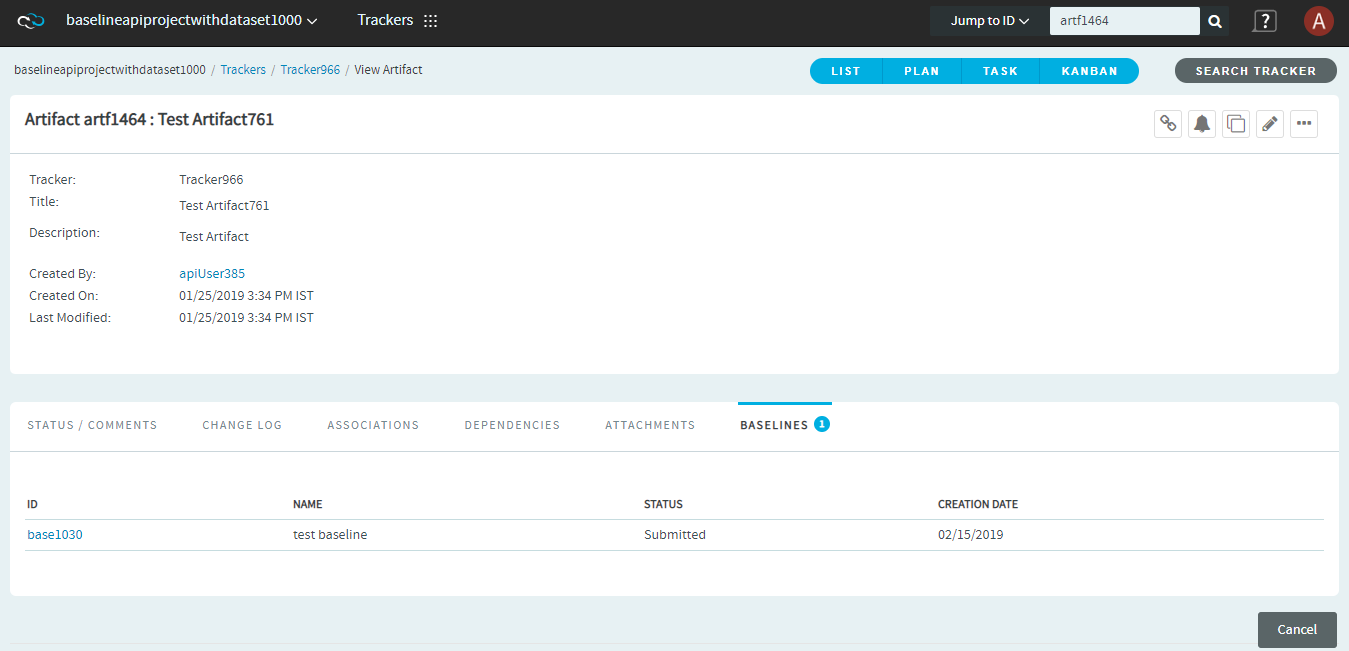 baselineapiprojectwithdataset1000 Trackers Jump to ID artf1464 ? A
baselineapiprojectwithdataset1000 / Trackers / Tracker966 / View Artifact LIST PLAN TASK KANBAN SEARCH TRACKER
Artifact artf1464 : Test Artifact761
Tracker: Tracker966
Title: Test Artifact761
Description: Test Artifact
Created By: apiUser385
Created On: 01/25/2019 3:34 PM IST
Last Modified: 01/25/2019 3:34 PM IST
STATUS / COMMENTS CHANGE LOG ASSOCIATIONS DEPENDENCIES ATTACHMENTS BASELINES 1
ID NAME STATUS CREATION DATE
base1030 test baseline Submitted 02/15/2019
Cancel